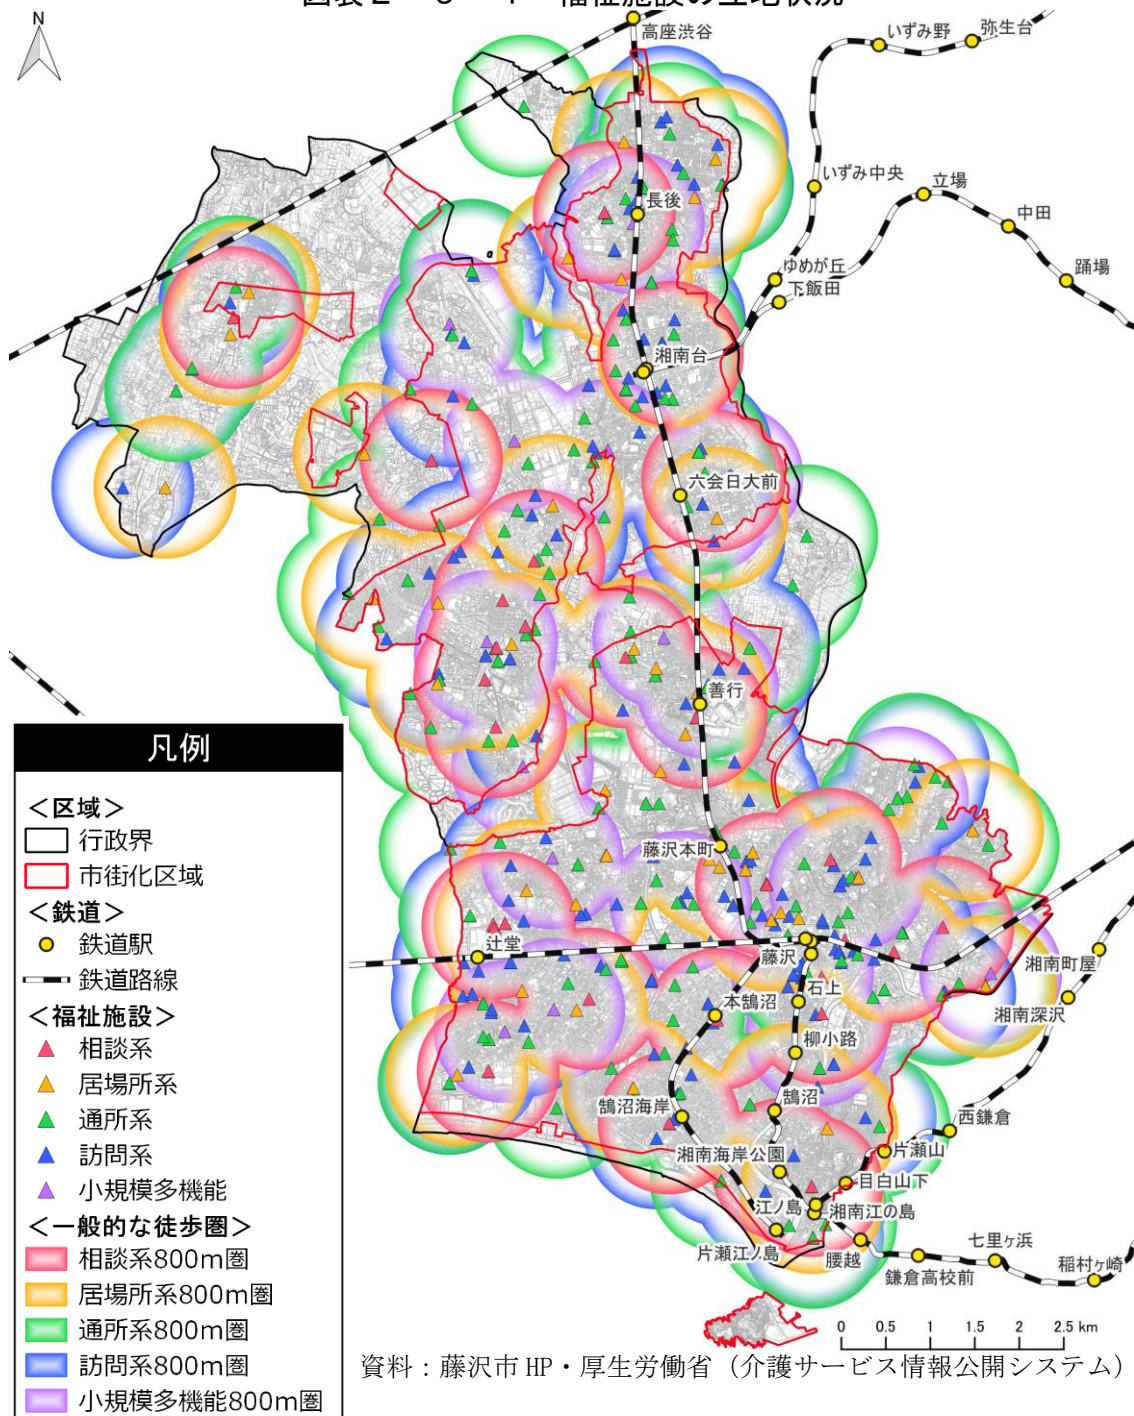 福祉施設の立地状況
N
高座渋谷
いずみ野
弥生台
いずみ中央
立場
中田
踊場
ゆめが丘
下飯田
長後
湘南台
六会日大前
善行
藤沢本町
辻堂
藤沢
石上
本鵠沼
柳小路
湘南町屋
湘南深沢
鵠沼海岸
鵠沼
西鎌倉
湘南海岸公園
片瀬山
目白山下
江ノ島
湘南江の島
片瀬江ノ島
腰越
七里ヶ浜
鎌倉高校前
稲村ヶ崎
凡例
＜区域＞
行政界
市街化区域
＜鉄道＞
鉄道駅
鉄道路線
＜福祉施設＞
相談系
居場所系
通所系
訪問系
小規模多機能
＜一般的な徒歩圏＞
相談系800m圏
居場所系800m圏
通所系800m圏
訪問系800m圏
小規模多機能800m圏
0 0.5 1 1.5 2 2.5 km
資料：藤沢市 HP・厚生労働省（介護サービス情報公開システム）